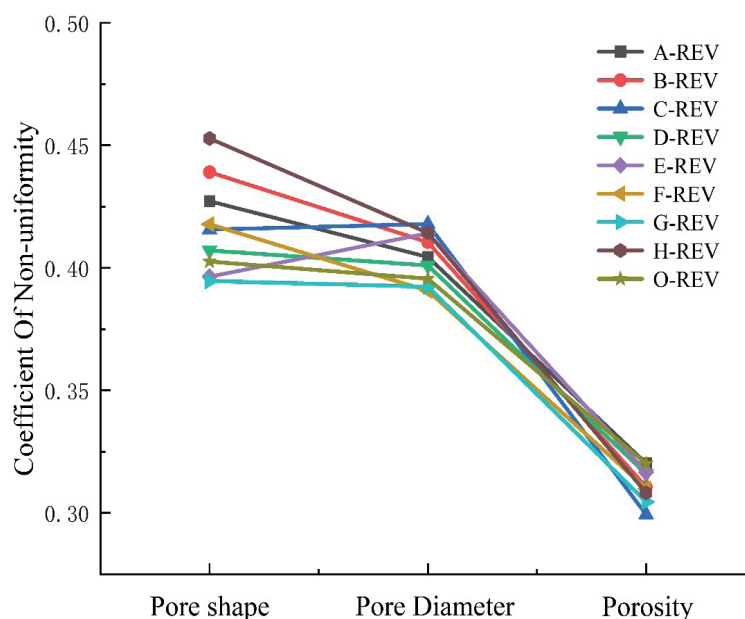 Coefficient Of Non-uniformity
0.50
0.45
0.40
0.35
0.30
A-REV
B-REV
C-REV
D-REV
E-REV
F-REV
G-REV
H-REV
O-REV
Pore shape
Pore Diameter
Porosity